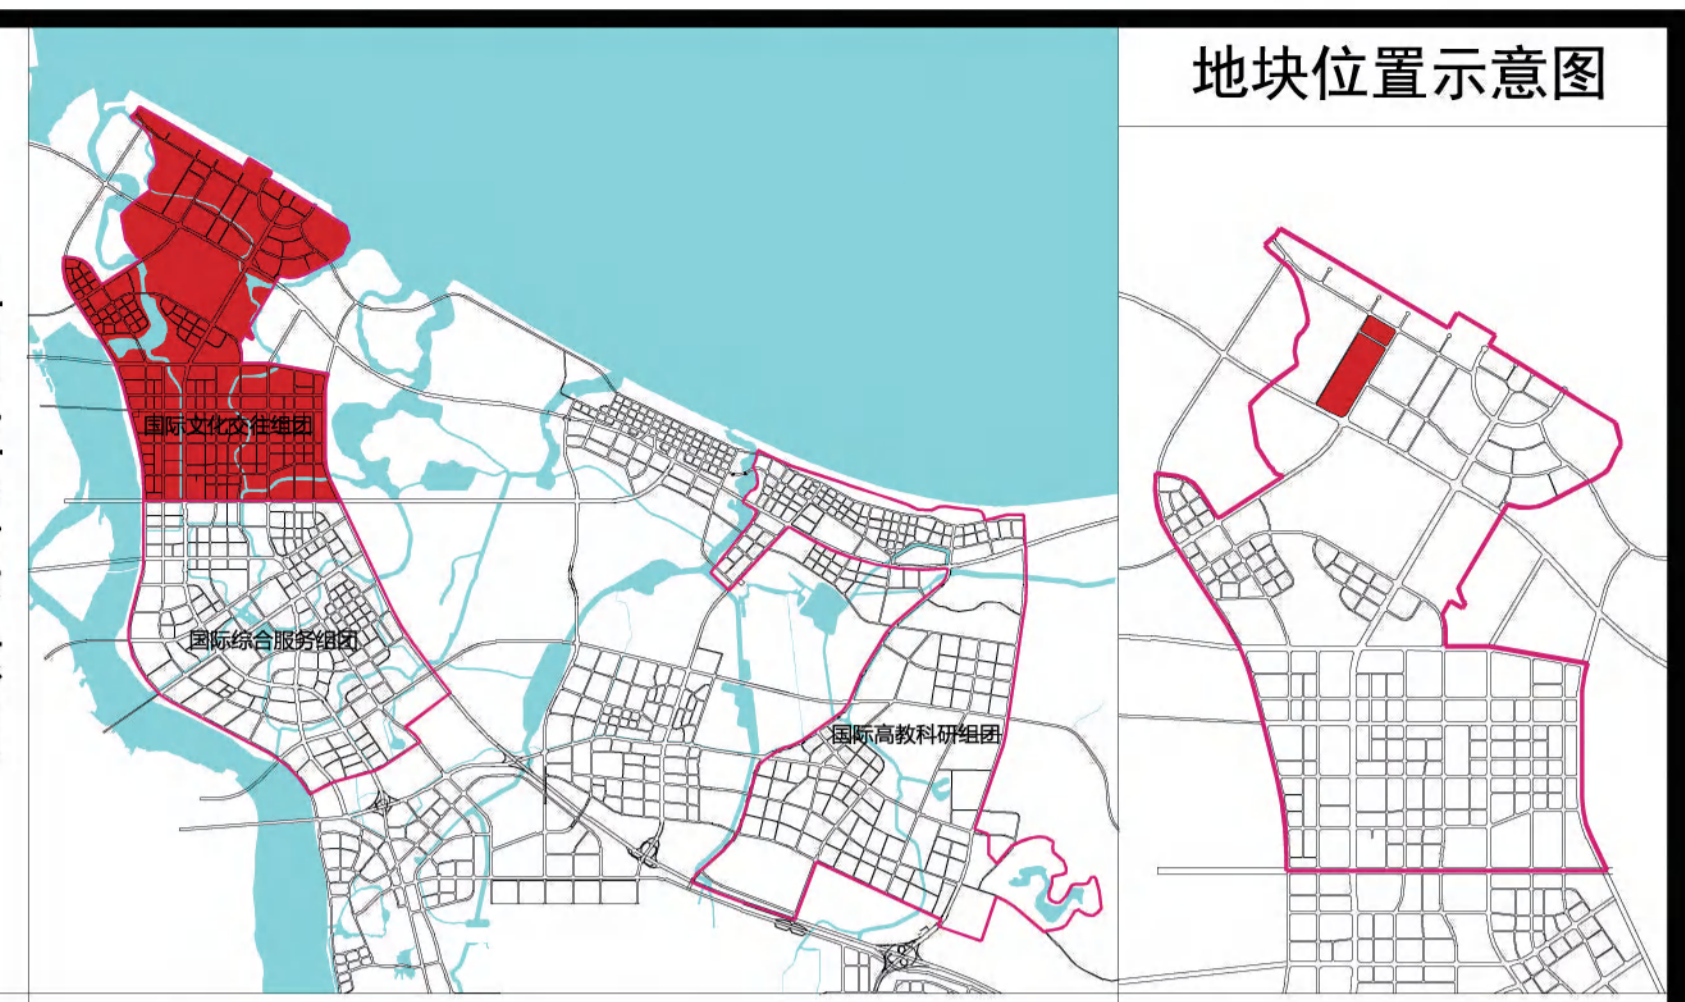 地块位置示意图
国际文化交往组团
国际综合服务组团
国际高教科研组团